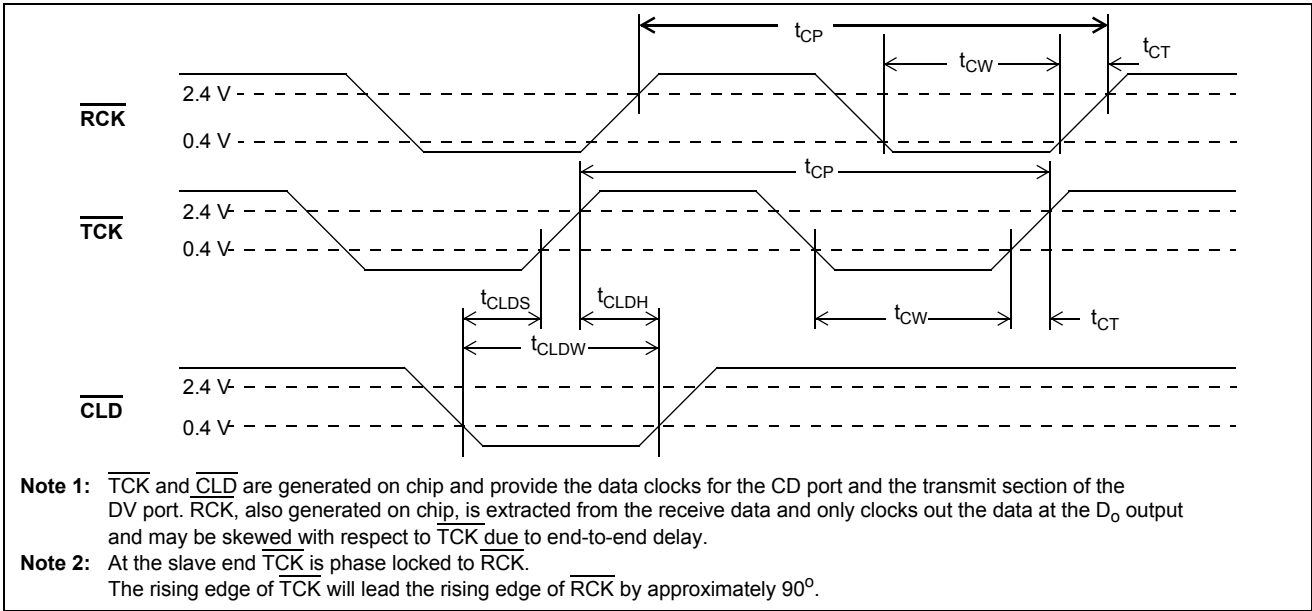 tCP
tCW
tCT
RCK
2.4 V
0.4 V
tCP
TCK
2.4 V
0.4 V
tCLDS
tCLDH
tCW
tCT
tCLDW
CLD
2.4 V
0.4 V
Note 1: TCK and CLD are generated on chip and provide the data clocks for the CD port and the transmit section of the
DV port. RCK, also generated on chip, is extracted from the receive data and only clocks out the data at the Do output
and may be skewed with respect to TCK due to end-to-end delay.
Note 2: At the slave end TCK is phase locked to RCK.
The rising edge of TCK will lead the rising edge of RCK by approximately 90o.